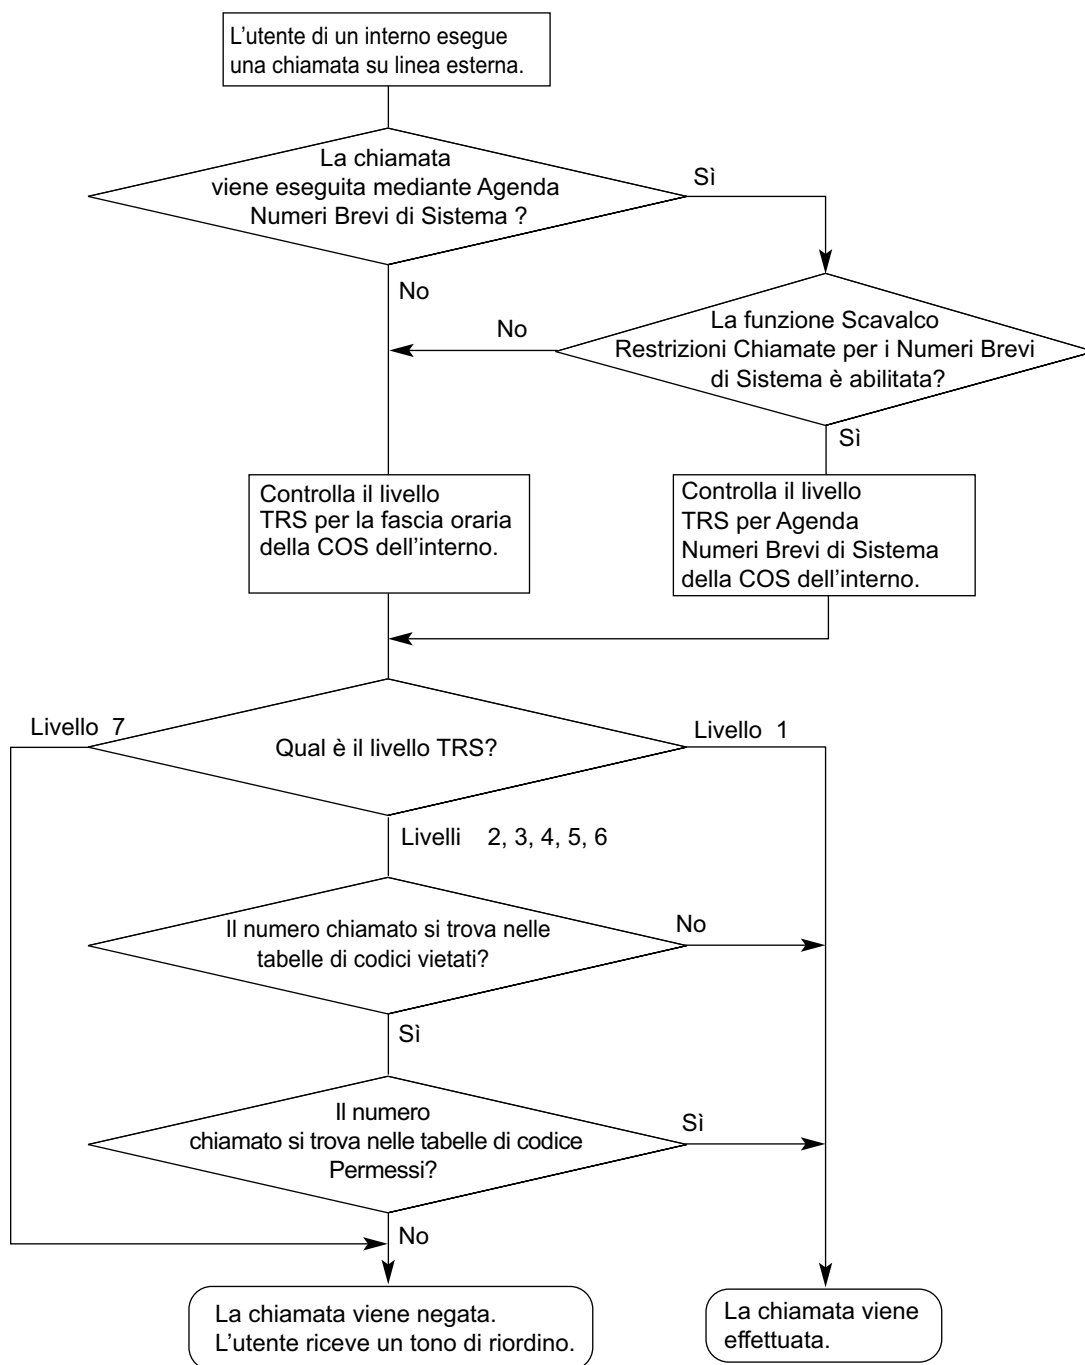 L'utente di un interno esegue
una chiamata su linea esterna.
La chiamata
viene eseguita mediante Agenda
Numeri Brevi di Sistema ?
Sì
No
La funzione Scavalco
Restrizioni Chiamate per i Numeri Brevi
di Sistema è abilitata?
No
Sì
Controlla il livello
TRS per la fascia oraria
della COS dell'interno.
Controlla il livello
TRS per Agenda
Numeri Brevi di Sistema
della COS dell'interno.
Livello 7
Qual è il livello TRS?
Livello 1
Livelli 2, 3, 4, 5, 6
Il numero chiamato si trova nelle
tabelle di codici vietati?
No
Sì
Il numero
chiamato si trova nelle tabelle di codice
Permessi?
Sì
No
La chiamata viene negata.
L'utente riceve un tono di riordino.
La chiamata viene
effettuata.